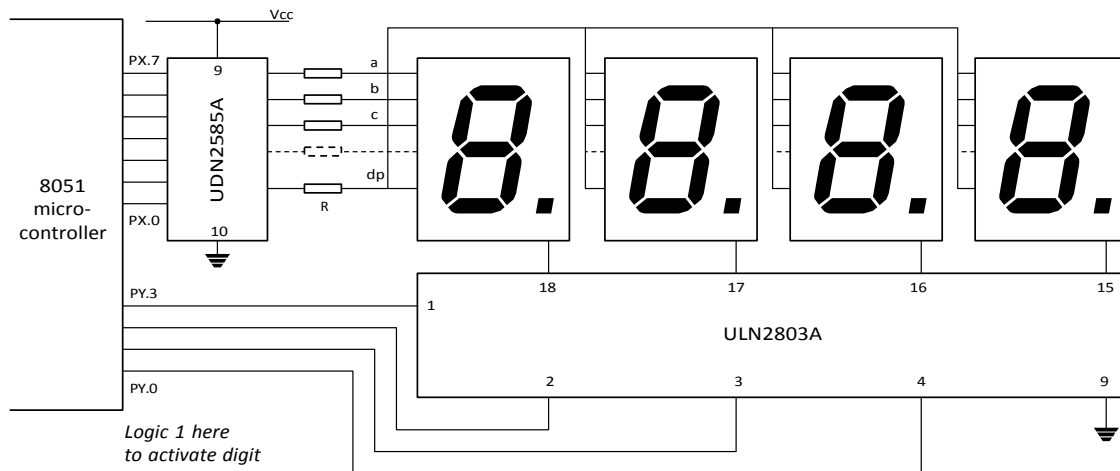 Vcc
PX.7
9
a
b
c
UDN2585A
8051
micro-
controller
dp
R
PX.0
10
18
17
16
15
PY.3
1
ULN2803A
2
3
4
9
PY.0
Logic 1 here
to activate digit